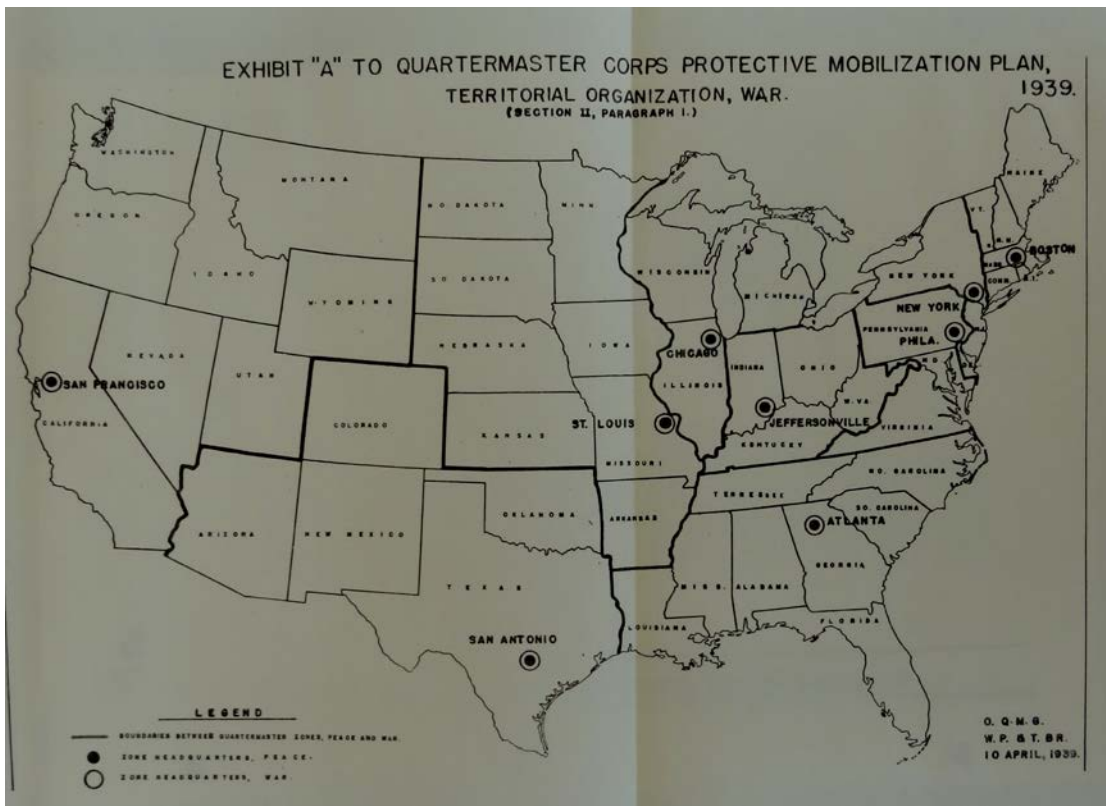 EXHIBIT "A" TO QUARTERMASTER CORPS PROTECTIVE MOBILIZATION PLAN,
1939.
TERRITORIAL ORGANIZATION, WAR.
(SECTION II, PARAGRAPH I.)
WASHINGTON
MONTANA
NO. DAKOTA
MINN.
MAINE
VT.
N.H.
OREGON
IDAHO
SO. DAKOTA
WISCONSIN
MICHIGAN
NEW YORK
MASS.
BOSTON
CONN.
R.I.
WYOMING
NEW YORK
NEBRASKA
IOWA
PENNSYLVANIA
PHILA.
NEVADA
UTAH
CHICAGO
ILLINOIS
INDIANA
OHIO
MD.
SAN FRANCISCO
CALIFORNIA
COLORADO
KANSAS
ST. LOUIS
MISSOURI
JEFFERSONVILLE
W. VA.
VIRGINIA
KENTUCKY
NO. CAROLINA
TENNESSEE
SO. CAROLINA
ARIZONA
NEW MEXICO
OKLAHOMA
ARKANSAS
ATLANTA
GEORGIA
TEXAS
MISS.
ALABAMA
LOUISIANA
FLORIDA
SAN ANTONIO
LEGEND
BOUNDARIES BETWEEN QUARTERMASTER ZONES, PEACE AND WAR.
ZONE HEADQUARTERS, PEACE.
ZONE HEADQUARTERS, WAR.
O. Q. M. G.
W. P. & T. BR.
10 APRIL, 1939.